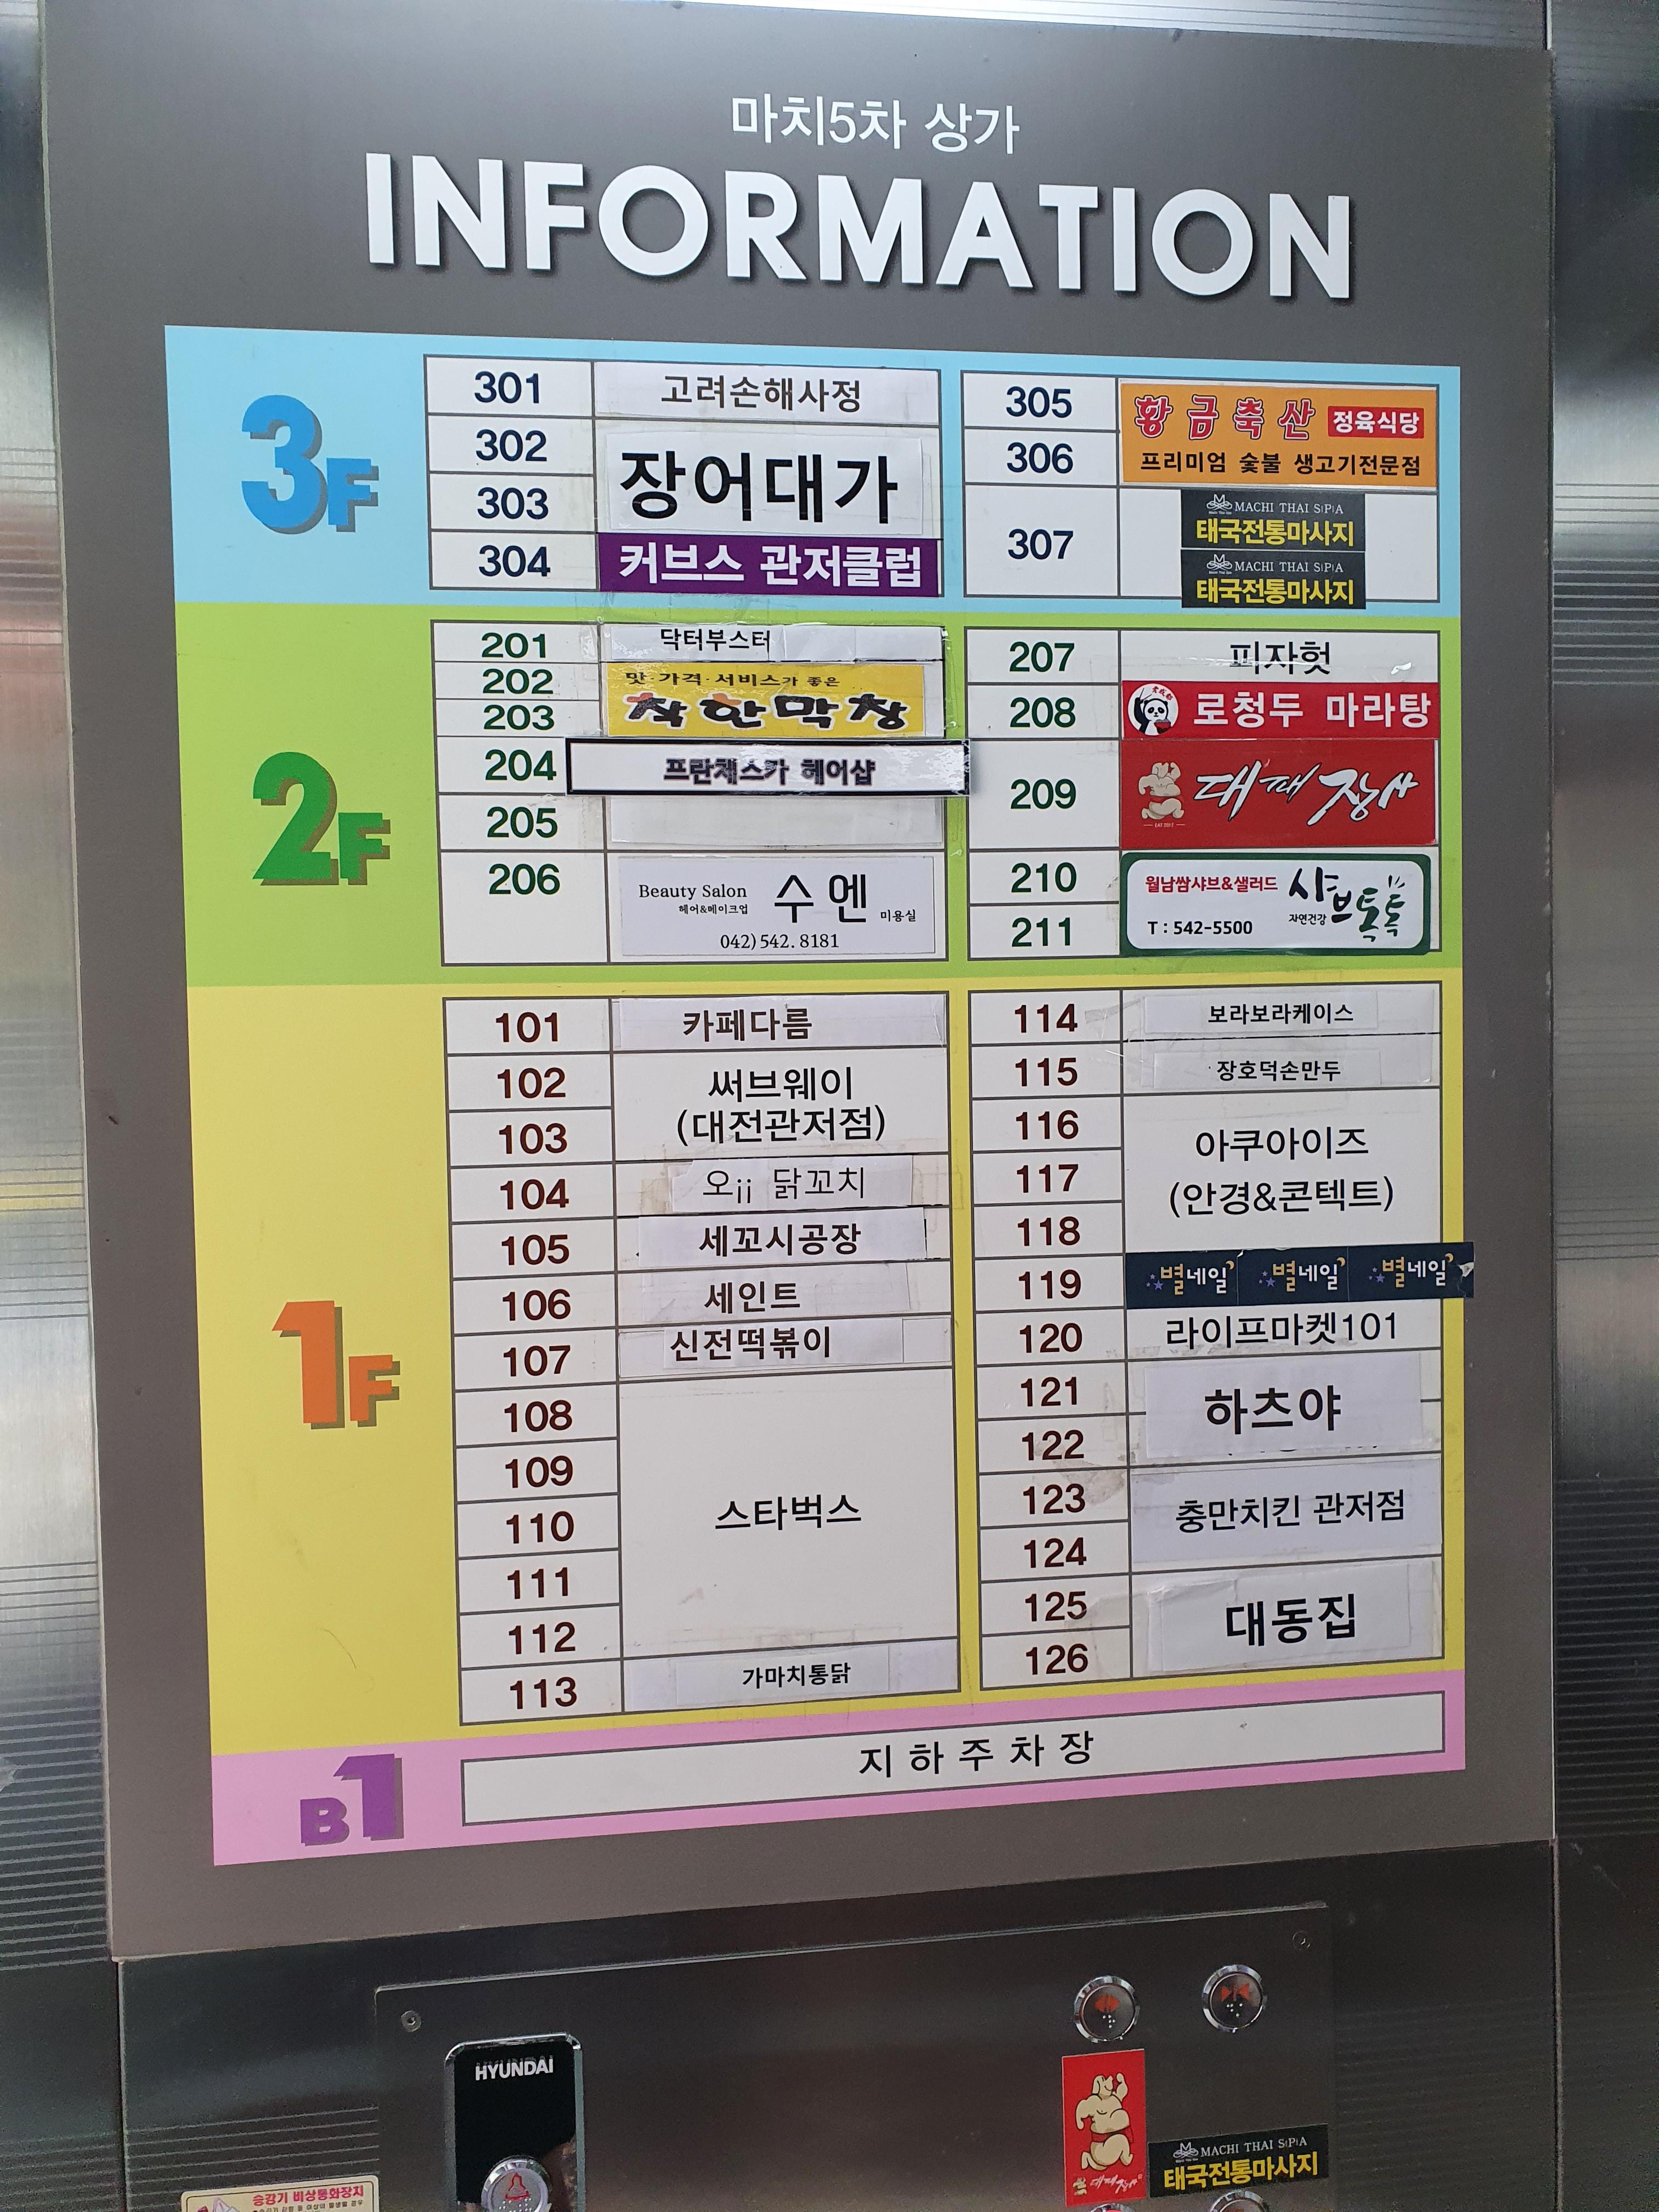 마치5차 상가
INFORMATION
3F
301 고려손해사정
302
303
장어대가
304 커브스 관저클럽
305
306
황금축산 정육식당
프리미엄 숯불 생고기전문점
307
MACHI THAI SPA
태국전통마사지
MACHI THAI SPA
태국전통마사지
2F
201 닥터부스터
202
203
맛·가격·서비스가 좋은
착한막창
204 프란체스카 헤어샵
205
206
Beauty Salon
헤어&메이크업
수엔 미용실
042)542.8181
207 피자헛
208 로청두 마라탕
209 대패장사
EAT 2017
210
211
월남쌈샤브&샐러드
T : 542-5500
자연건강
샤브톡톡
1F
101 카페다름
102
103
써브웨이
(대전관저점)
104 오jj 닭꼬치
105 세꼬시공장
106 세인트
107 신전떡볶이
108
109
110
111
112
스타벅스
113 가마치통닭
114 보라보라케이스
115 장호덕손만두
116
117
118
아쿠아이즈
(안경&콘텍트)
119 별네일 별네일 별네일
120 라이프마켓101
121
122
하츠야
123
124
충만치킨 관저점
125
126
대동집
B1
지하주차장
HYUNDAI
대패장사
MACHI THAI SPA
태국전통마사지
승강기 비상통화장치